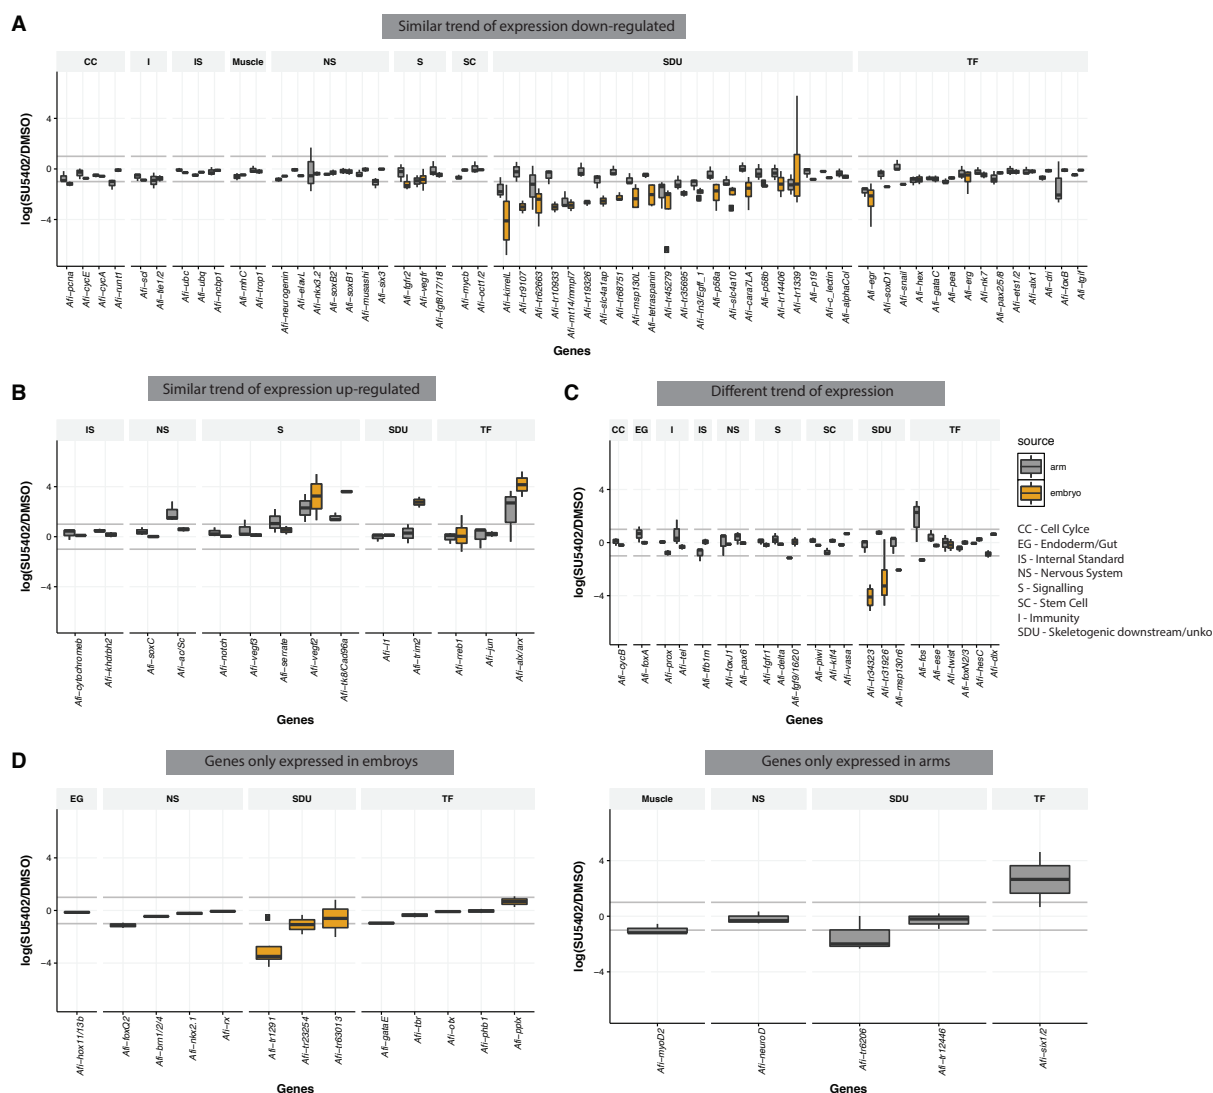 A
Similar trend of expression down-regulated
CC I IS Muscle NS S SC SDU TF
log(SU5402/DMSO)
4
0
−4
Afi−pcna Afi−cycE Afi−cycA Afi−runt1 Afi−scl Afi−tie1/2 Afi−ubc Afi−ubq Afi−ncbp1 Afi−mhC Afi−trop1 Afi−neurogenin Afi−elavL Afi−nkx3.2 Afi−soxB2 Afi−soxB1 Afi−musashi Afi−six3 Afi−fgfr2 Afi−vegfr Afi−fgf8/17/18 Afi−mycb Afi−oct1/2 Afi−kirrelL Afi−tr9107 Afi−tr62663 Afi−tr10933 Afi−mt14/mmpl7 Afi−tr19326 Afi−slc4a1ap Afi−tr68751 Afi−msp130L Afi−tetraspanin Afi−tr45279 Afi−tr35695 Afi−fn3/Egff_1 Afi−p58a Afi−slc4a10 Afi−cara7LA Afi−p58b Afi−tr14406 Afi−tr1339 Afi−p19 Afi−c_lectin Afi−alphaCol Afi−egr Afi−soxD1 Afi−snail Afi−hex Afi−gataC Afi−pea Afi−erg Afi−nk7 Afi−pax2/5/8 Afi−ets1/2 Afi−alx1 Afi−dri Afi−foxB Afi−tgif
Genes
B
Similar trend of expression up-regulated
IS NS S SDU TF
log(SU5402/DMSO)
4
0
−4
Afi−cytochromeb Afi−khdrbh2 Afi−soxC Afi−ac/Sc Afi−notch Afi−vegf3 Afi−serrate Afi−vegf2 Afi−tk8/Cad96a Afi−l1 Afi−trim2 Afi−rreb1 Afi−jun Afi−alx/arx
Genes
C
Different trend of expression
CC EG I IS NS S SC SDU TF
log(SU5402/DMSO)
4
0
−4
Afi−cycB Afi−foxA Afi−prox Afi−tel Afi−tfb1m Afi−foxJ1 Afi−pax6 Afi−fgfr1 Afi−delta Afi−fgf9/16/20 Afi−piwi Afi−klf4 Afi−vasa Afi−tr34323 Afi−tr31926 Afi−msp130r6 Afi−fos Afi−ese Afi−twist Afi−foxN2/3 Afi−hesC Afi−dlx
Genes
source
arm
embryo
CC - Cell Cylce
EG - Endoderm/Gut
IS - Internal Standard
NS - Nervous System
S - Signalling
SC - Stem Cell
I - Immunity
SDU - Skeletogenic downstream/unko
D
Genes only expressed in embroys
EG NS SDU TF
log(SU5402/DMSO)
4
0
−4
Afi−hox11/13b Afi−foxQ2 Afi−brn1/2/4 Afi−nkx2.1 Afi−rx Afi−tr1291 Afi−tr23254 Afi−tr63013 Afi−gataE Afi−tbr Afi−otx Afi−phb1 Afi−pplx
Genes
Genes only expressed in arms
Muscle NS SDU TF
log(SU5402/DMSO)
4
0
−4
Afi−myoD2 Afi−neuroD Afi−tr6206 Afi−tr12446 Afi−six1/2
Genes